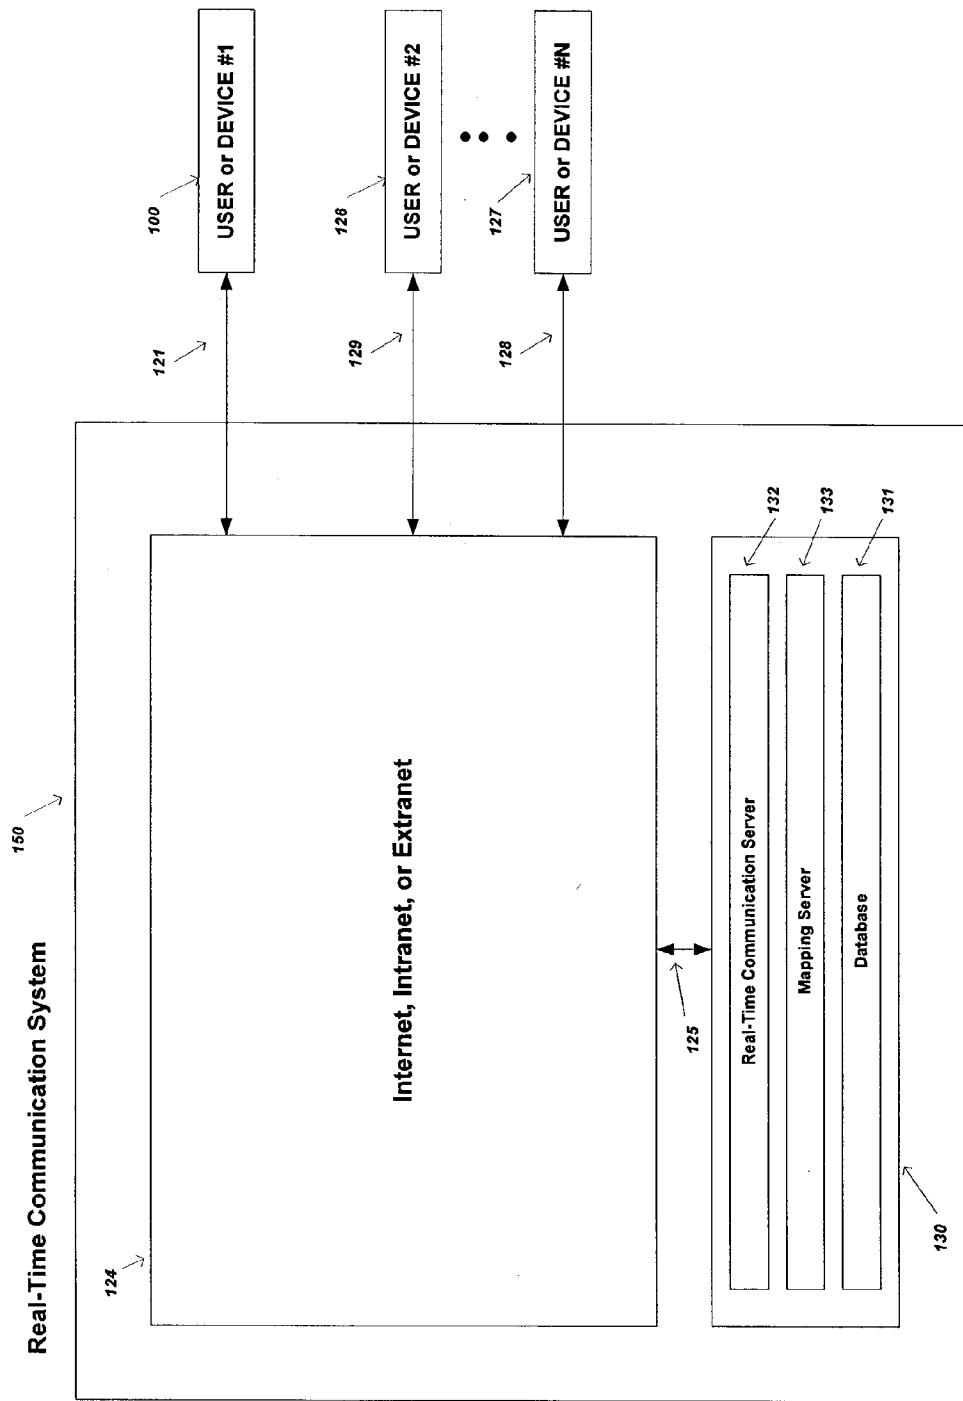 Real-Time Communication System
150
124
Internet, Intranet, or Extranet
121
129
128
100
USER or DEVICE #1
126
USER or DEVICE #2
127
USER or DEVICE #N
125
Real-Time Communication Server
132
Mapping Server
133
Database
131
130